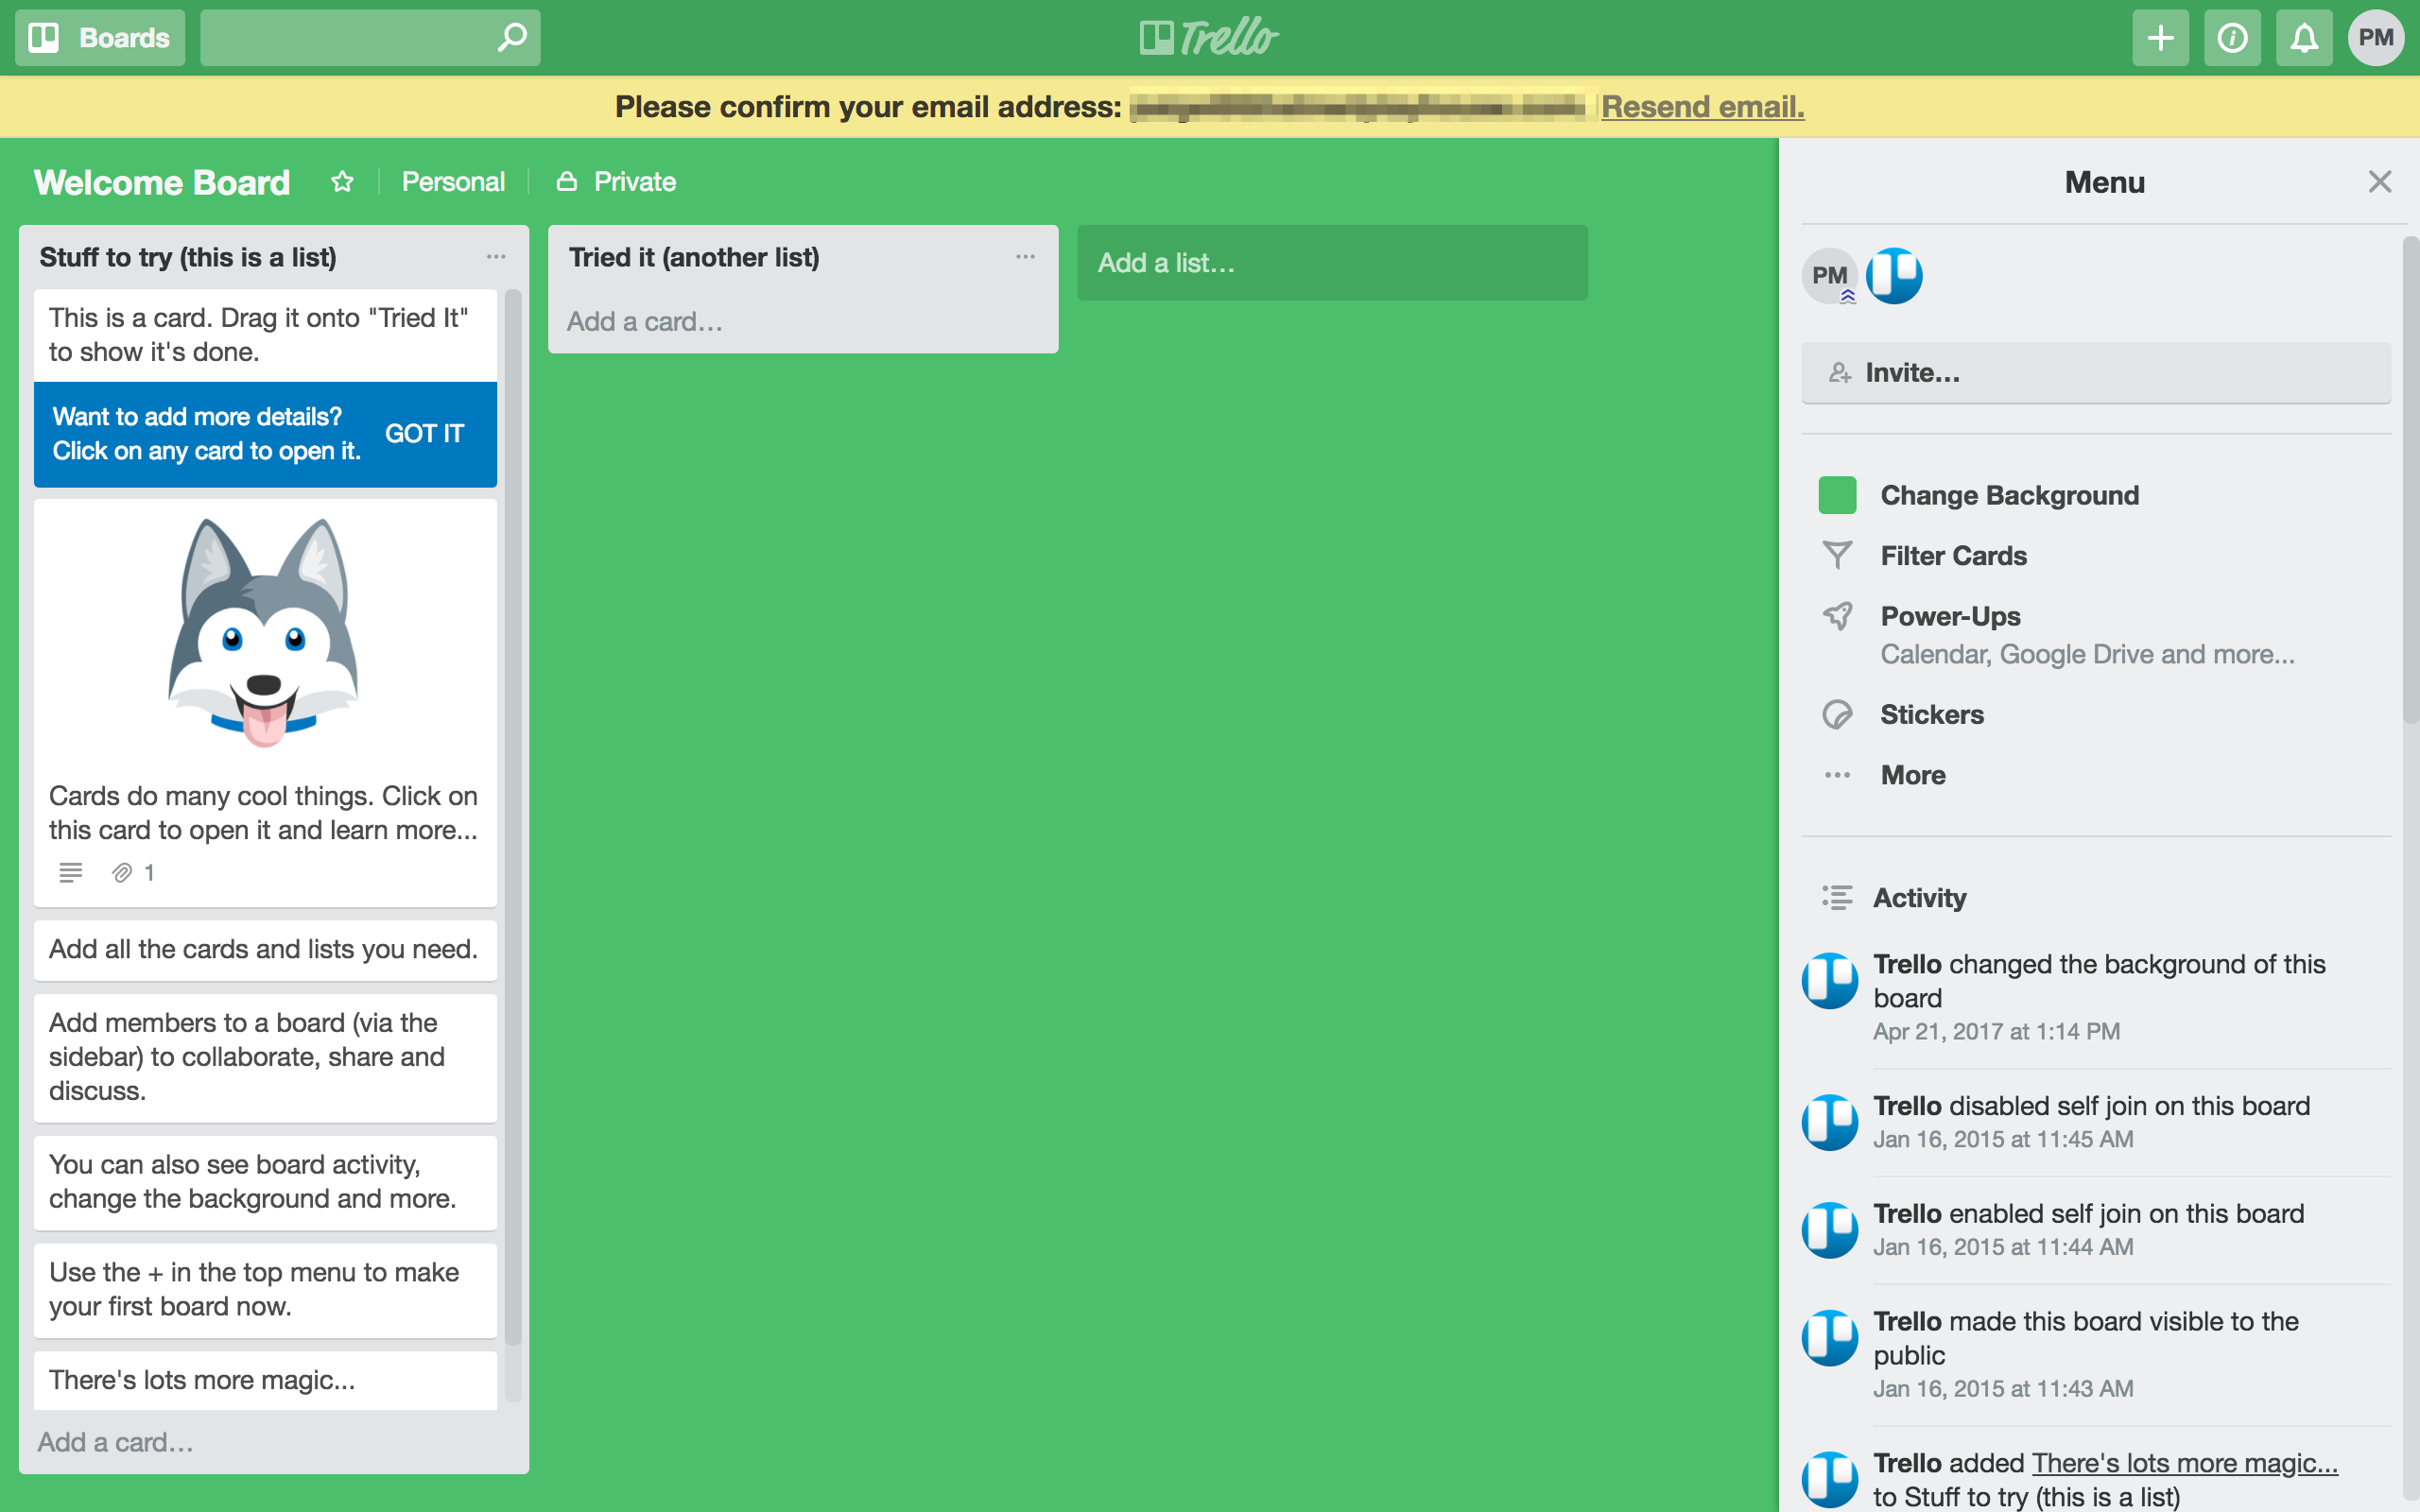 Boards
Trello
PM
Please confirm your email address: Resend email.
Welcome Board Personal Private
Stuff to try (this is a list)
This is a card. Drag it onto "Tried It"
to show it's done.
Want to add more details?
Click on any card to open it.
GOT IT
Cards do many cool things. Click on
this card to open it and learn more...
1
Add all the cards and lists you need.
Add members to a board (via the
sidebar) to collaborate, share and
discuss.
You can also see board activity,
change the background and more.
Use the + in the top menu to make
your first board now.
There's lots more magic...
Add a card…
Tried it (another list)
Add a card…
Add a list…
Menu
PM
Invite…
Change Background
Filter Cards
Power-Ups
Calendar, Google Drive and more...
Stickers
More
Activity
Trello changed the background of this
board
Apr 21, 2017 at 1:14 PM
Trello disabled self join on this board
Jan 16, 2015 at 11:45 AM
Trello enabled self join on this board
Jan 16, 2015 at 11:44 AM
Trello made this board visible to the
public
Jan 16, 2015 at 11:43 AM
Trello added There's lots more magic...
to Stuff to try (this is a list)